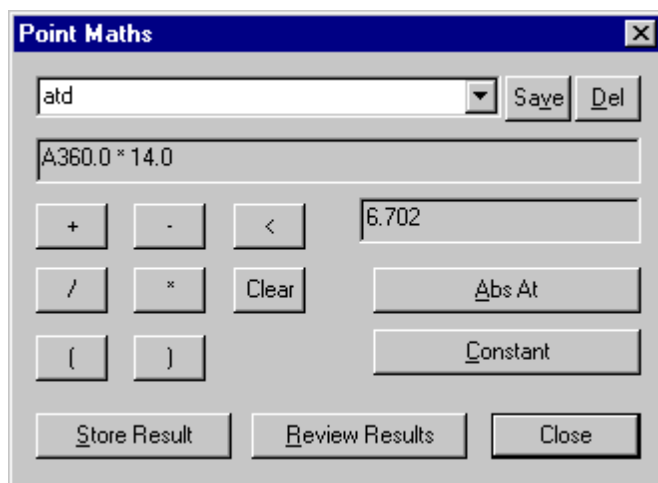 Point Maths
atd Save Del
A360.0 * 14.0
+ - < 6.702
/ * Clear Abs At
( ) Constant
Store Result Review Results Close